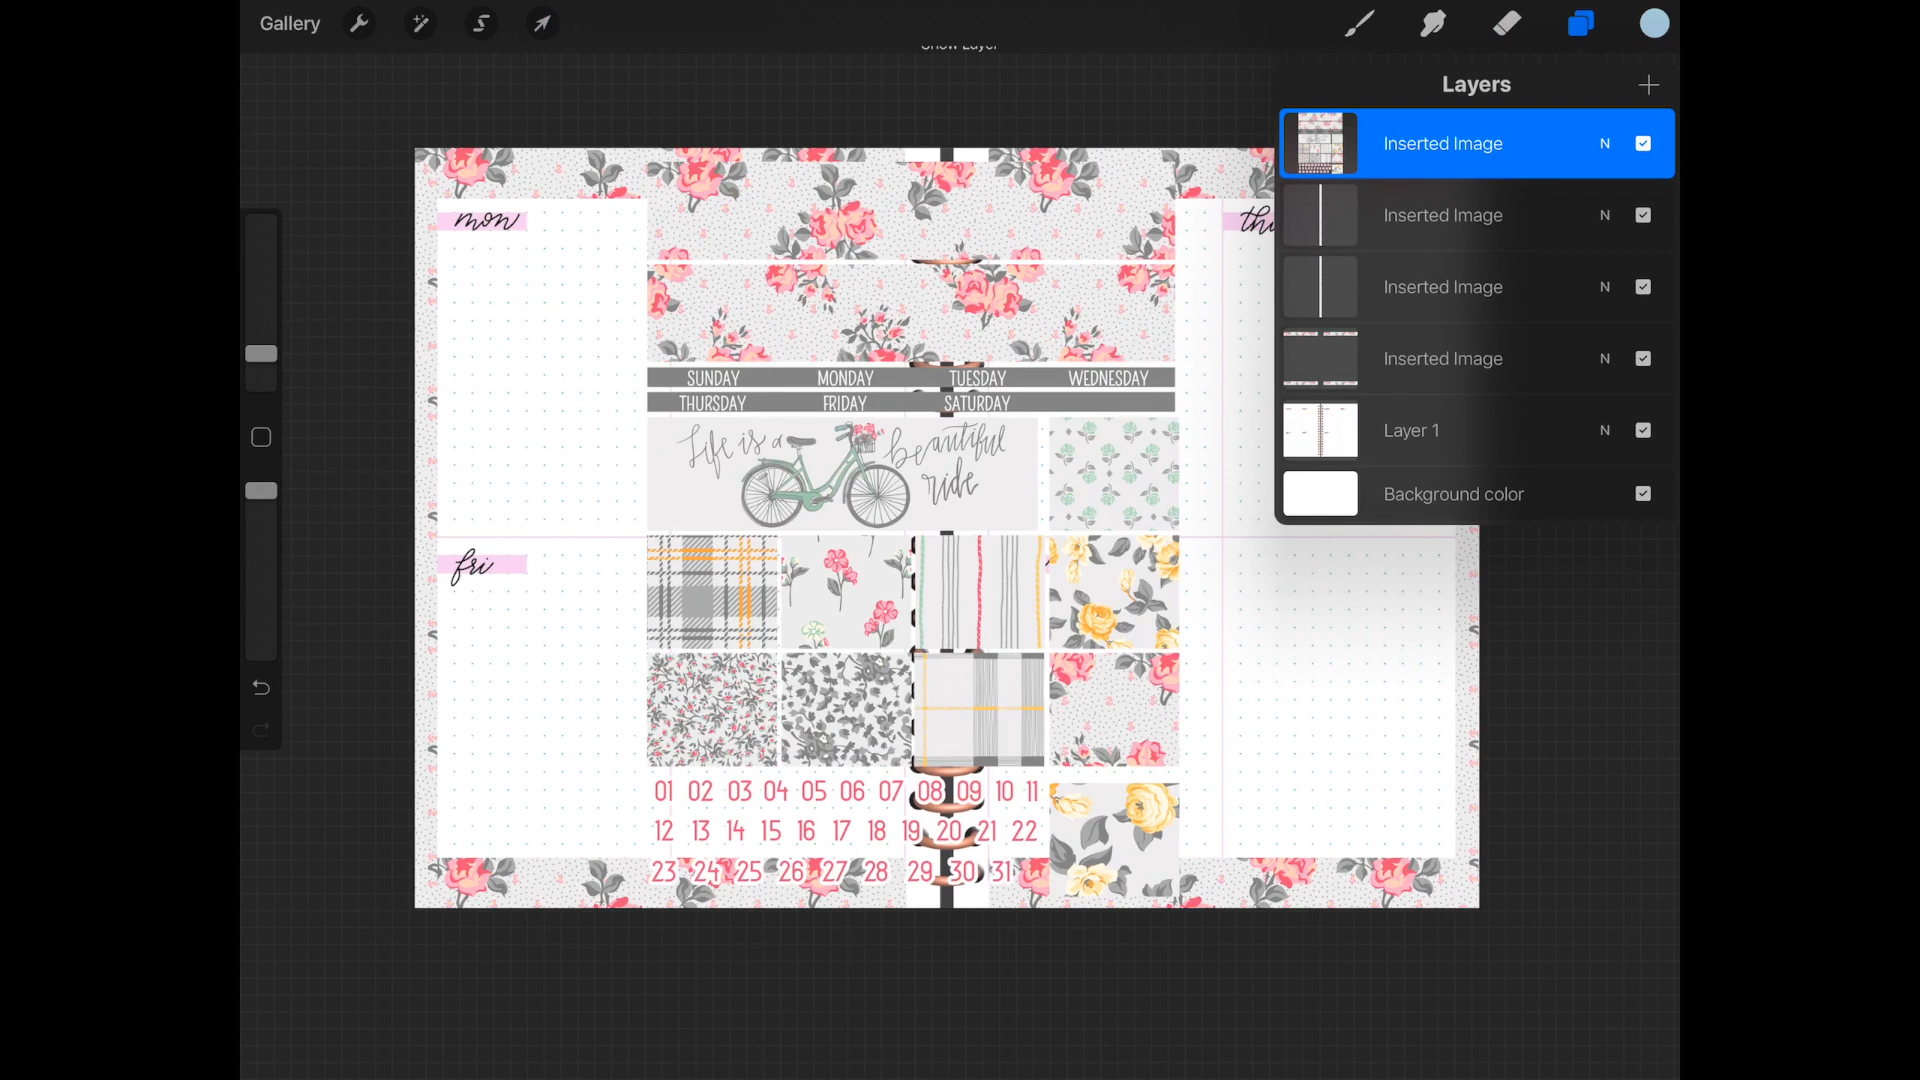 Gallery
Show Layer
Layers
Inserted Image N
Inserted Image N
Inserted Image N
Inserted Image N
Layer 1 N
Background color
mon
thu
SUNDAY MONDAY TUESDAY WEDNESDAY
THURSDAY FRIDAY SATURDAY
Life is a beautiful
ride
fri
01 02 03 04 05 06 07 08 09 10 11
12 13 14 15 16 17 18 19 20 21 22
23 24 25 26 27 28 29 30 31